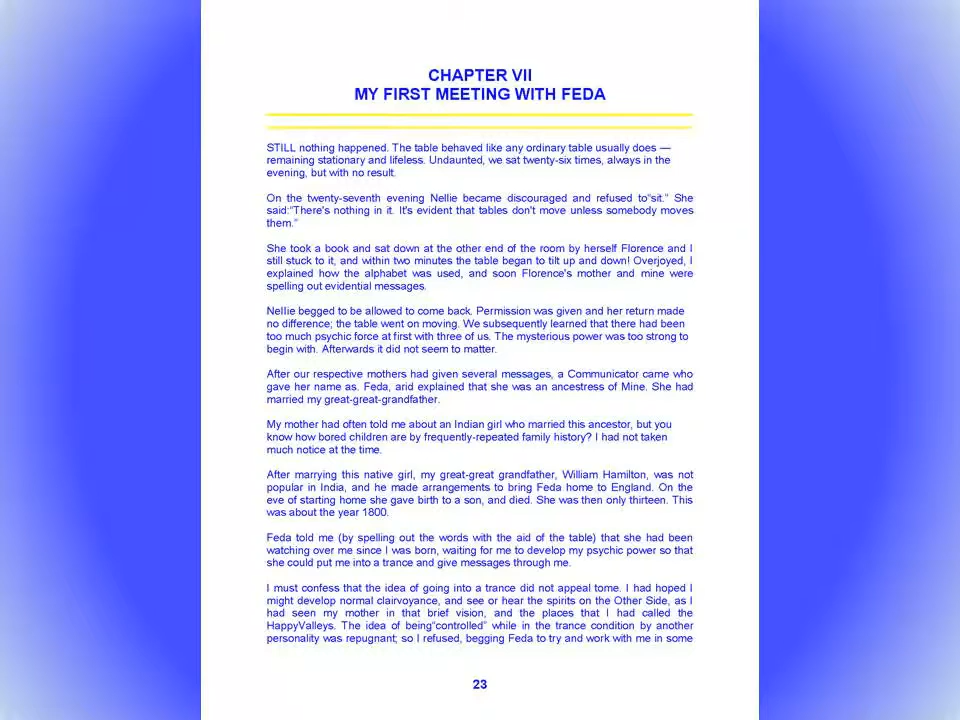 CHAPTER VII
MY FIRST MEETING WITH FEDA
STILL nothing happened. The table behaved like any ordinary table usually does —
remaining stationary and lifeless. Undaunted, we sat twenty-six times, always in the
evening, but with no result.
On the twenty-seventh evening Nellie became discouraged and refused to“sit.” She
said:“There's nothing in it. It's evident that tables don't move unless somebody moves
them.”
She took a book and sat down at the other end of the room by herself Florence and I
still stuck to it, and within two minutes the table began to tilt up and down! Overjoyed, I
explained how the alphabet was used, and soon Florence's mother and mine were
spelling out evidential messages.
Nellie begged to be allowed to come back. Permission was given and her return made
no difference; the table went on moving. We subsequently learned that there had been
too much psychic force at first with three of us. The mysterious power was too strong to
begin with. Afterwards it did not seem to matter.
After our respective mothers had given several messages, a Communicator came who
gave her name as. Feda, arid explained that she was an ancestress of Mine. She had
married my great-great-grandfather.
My mother had often told me about an Indian girl who married this ancestor, but you
know how bored children are by frequently-repeated family history? I had not taken
much notice at the time.
After marrying this native girl, my great-great grandfather, William Hamilton, was not
popular in India, and he made arrangements to bring Feda home to England. On the
eve of starting home she gave birth to a son, and died. She was then only thirteen. This
was about the year 1800.
Feda told me (by spelling out the words with the aid of the table) that she had been
watching over me since I was born, waiting for me to develop my psychic power so that
she could put me into a trance and give messages through me.
I must confess that the idea of going into a trance did not appeal tome. I had hoped I
might develop normal clairvoyance, and see or hear the spirits on the Other Side, as I
had seen my mother in that brief vision, and the places that I had called the
HappyValleys. The idea of being“controlled” while in the trance condition by another
personality was repugnant; so I refused, begging Feda to try and work with me in some
23